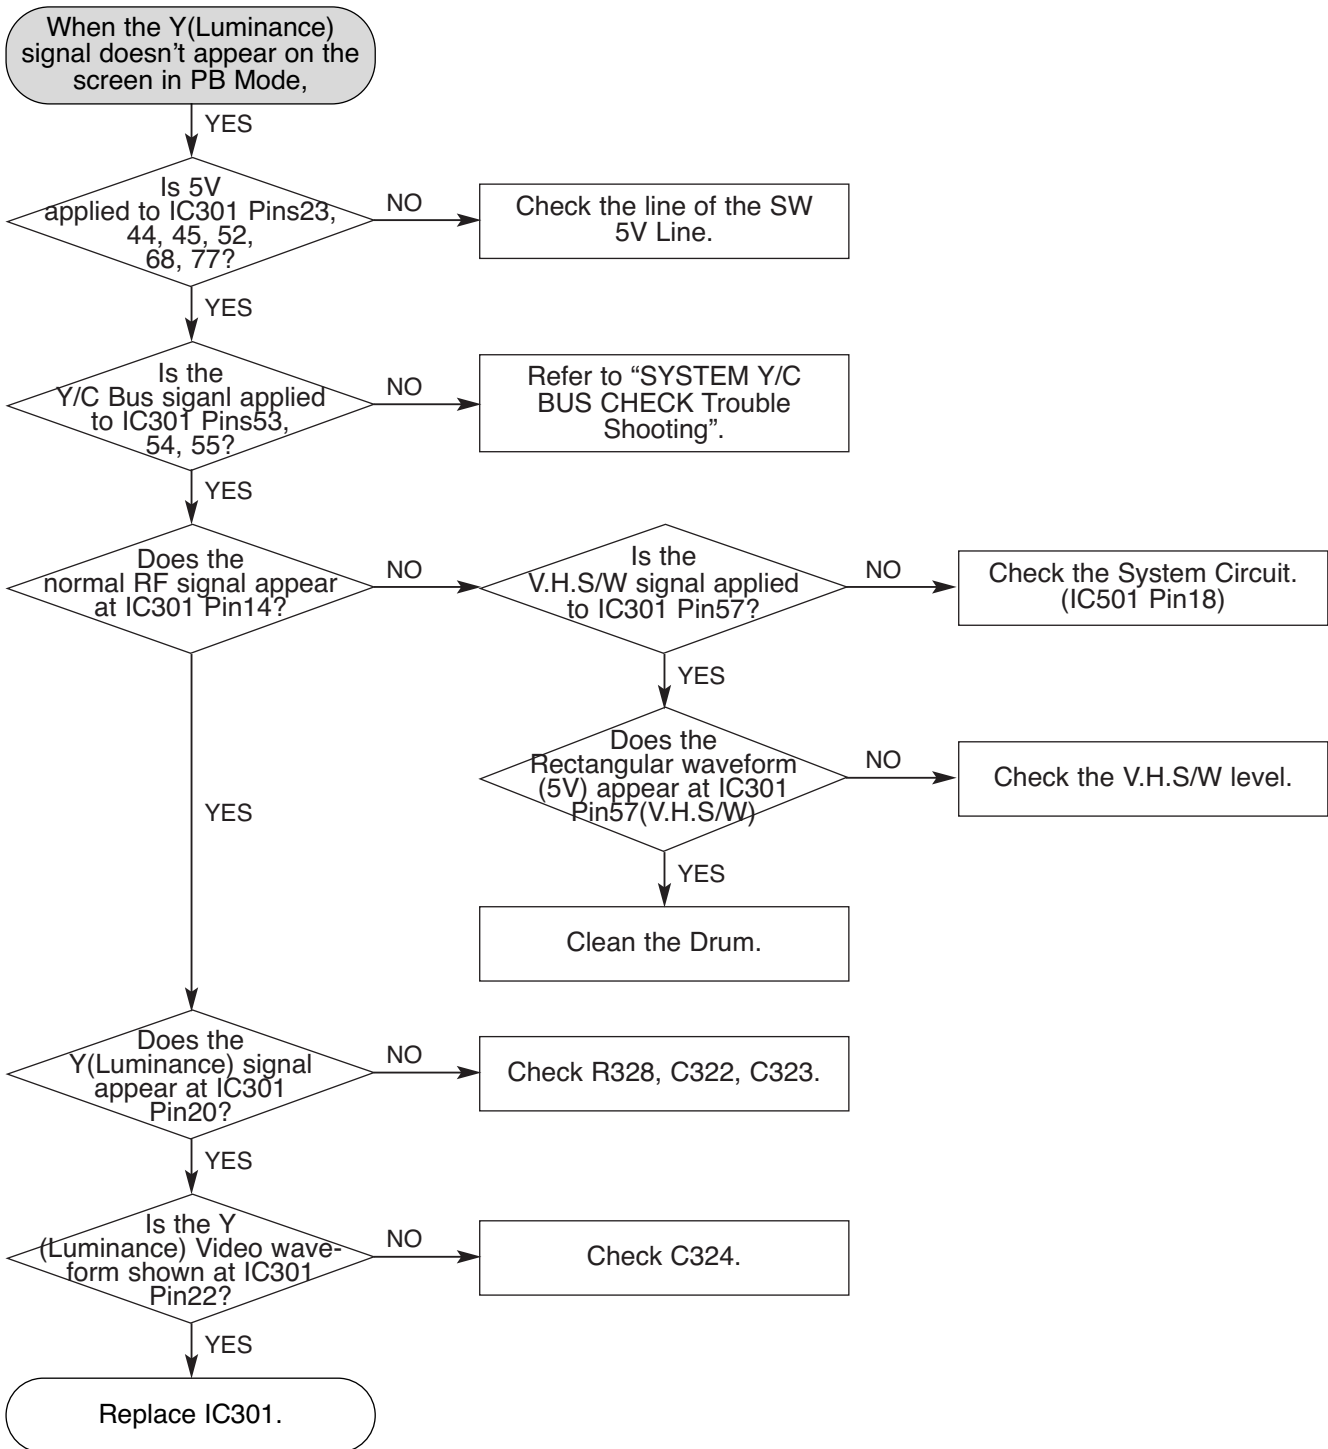 When the Y(Luminance)
signal doesn't appear on the
screen in PB Mode,
YES
Is 5V
applied to IC301 Pins23,
44, 45, 52,
68, 77?
NO
Check the line of the SW
5V Line.
YES
Is the
Y/C Bus siganl applied
to IC301 Pins53,
54, 55?
NO
Refer to “SYSTEM Y/C
BUS CHECK Trouble
Shooting”.
YES
Does the
normal RF signal appear
at IC301 Pin14?
NO
Is the
V.H.S/W signal applied
to IC301 Pin57?
NO
Check the System Circuit.
(IC501 Pin18)
YES
Does the
Rectangular waveform
(5V) appear at IC301
Pin57(V.H.S/W)
NO
Check the V.H.S/W level.
YES
YES
Clean the Drum.
Does the
Y(Luminance) signal
appear at IC301
Pin20?
NO
Check R328, C322, C323.
YES
Is the Y
(Luminance) Video wave-
form shown at IC301
Pin22?
NO
Check C324.
YES
Replace IC301.